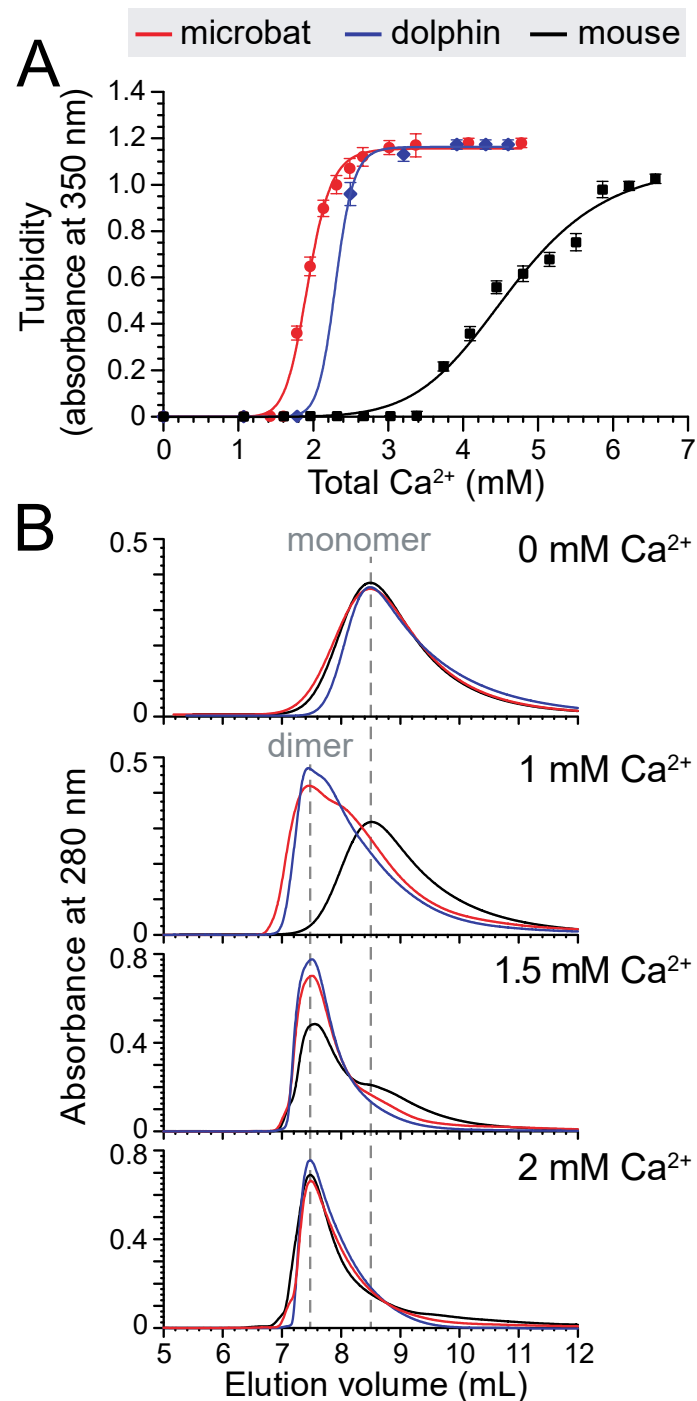 microbat dolphin mouse
A
Turbidity
(absorbance at 350 nm)
1.4
1.2
1.0
0.8
0.6
0.4
0.2
0
0 1 2 3 4 5 6 7
Total Ca²⁺ (mM)
B
Absorbance at 280 nm
monomer
0 mM Ca²⁺
0.5
0
dimer
1 mM Ca²⁺
0.5
0
1.5 mM Ca²⁺
0.8
0.4
0
2 mM Ca²⁺
0.8
0.4
0
5 6 7 8 9 10 11 12
Elution volume (mL)